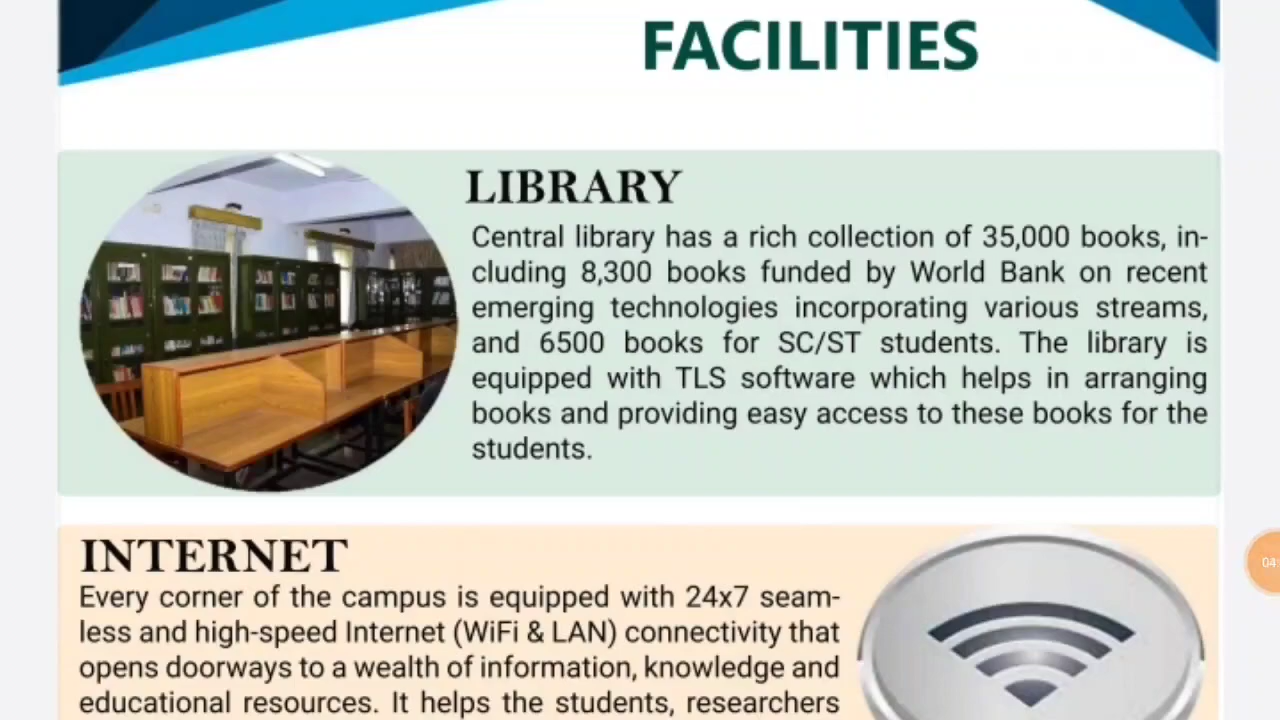 FACILITIES
LIBRARY
Central library has a rich collection of 35,000 books, in-
cluding 8,300 books funded by World Bank on recent
emerging technologies incorporating various streams,
and 6500 books for SC/ST students. The library is
equipped with TLS software which helps in arranging
books and providing easy access to these books for the
students.
INTERNET
Every corner of the campus is equipped with 24x7 seam-
less and high-speed Internet (WiFi & LAN) connectivity that
opens doorways to a wealth of information, knowledge and
educational resources. It helps the students, researchers